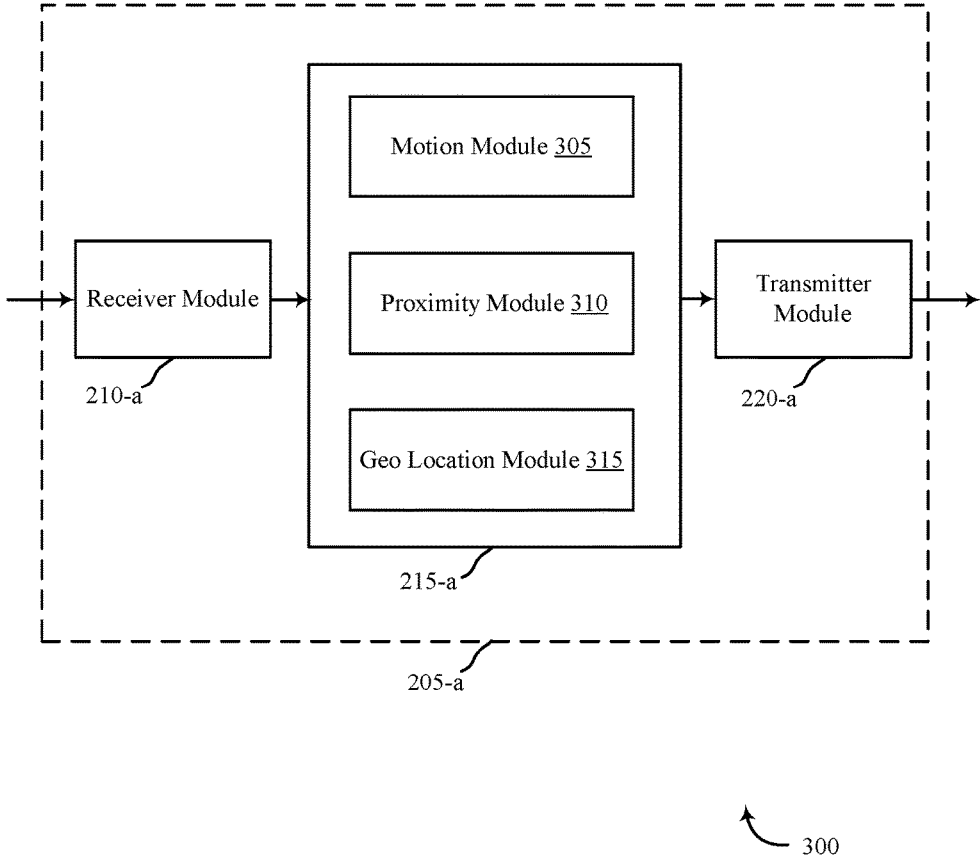 Motion Module 305
Receiver Module
Proximity Module 310
Transmitter
Module
210-a
220-a
Geo Location Module 315
215-a
205-a
300